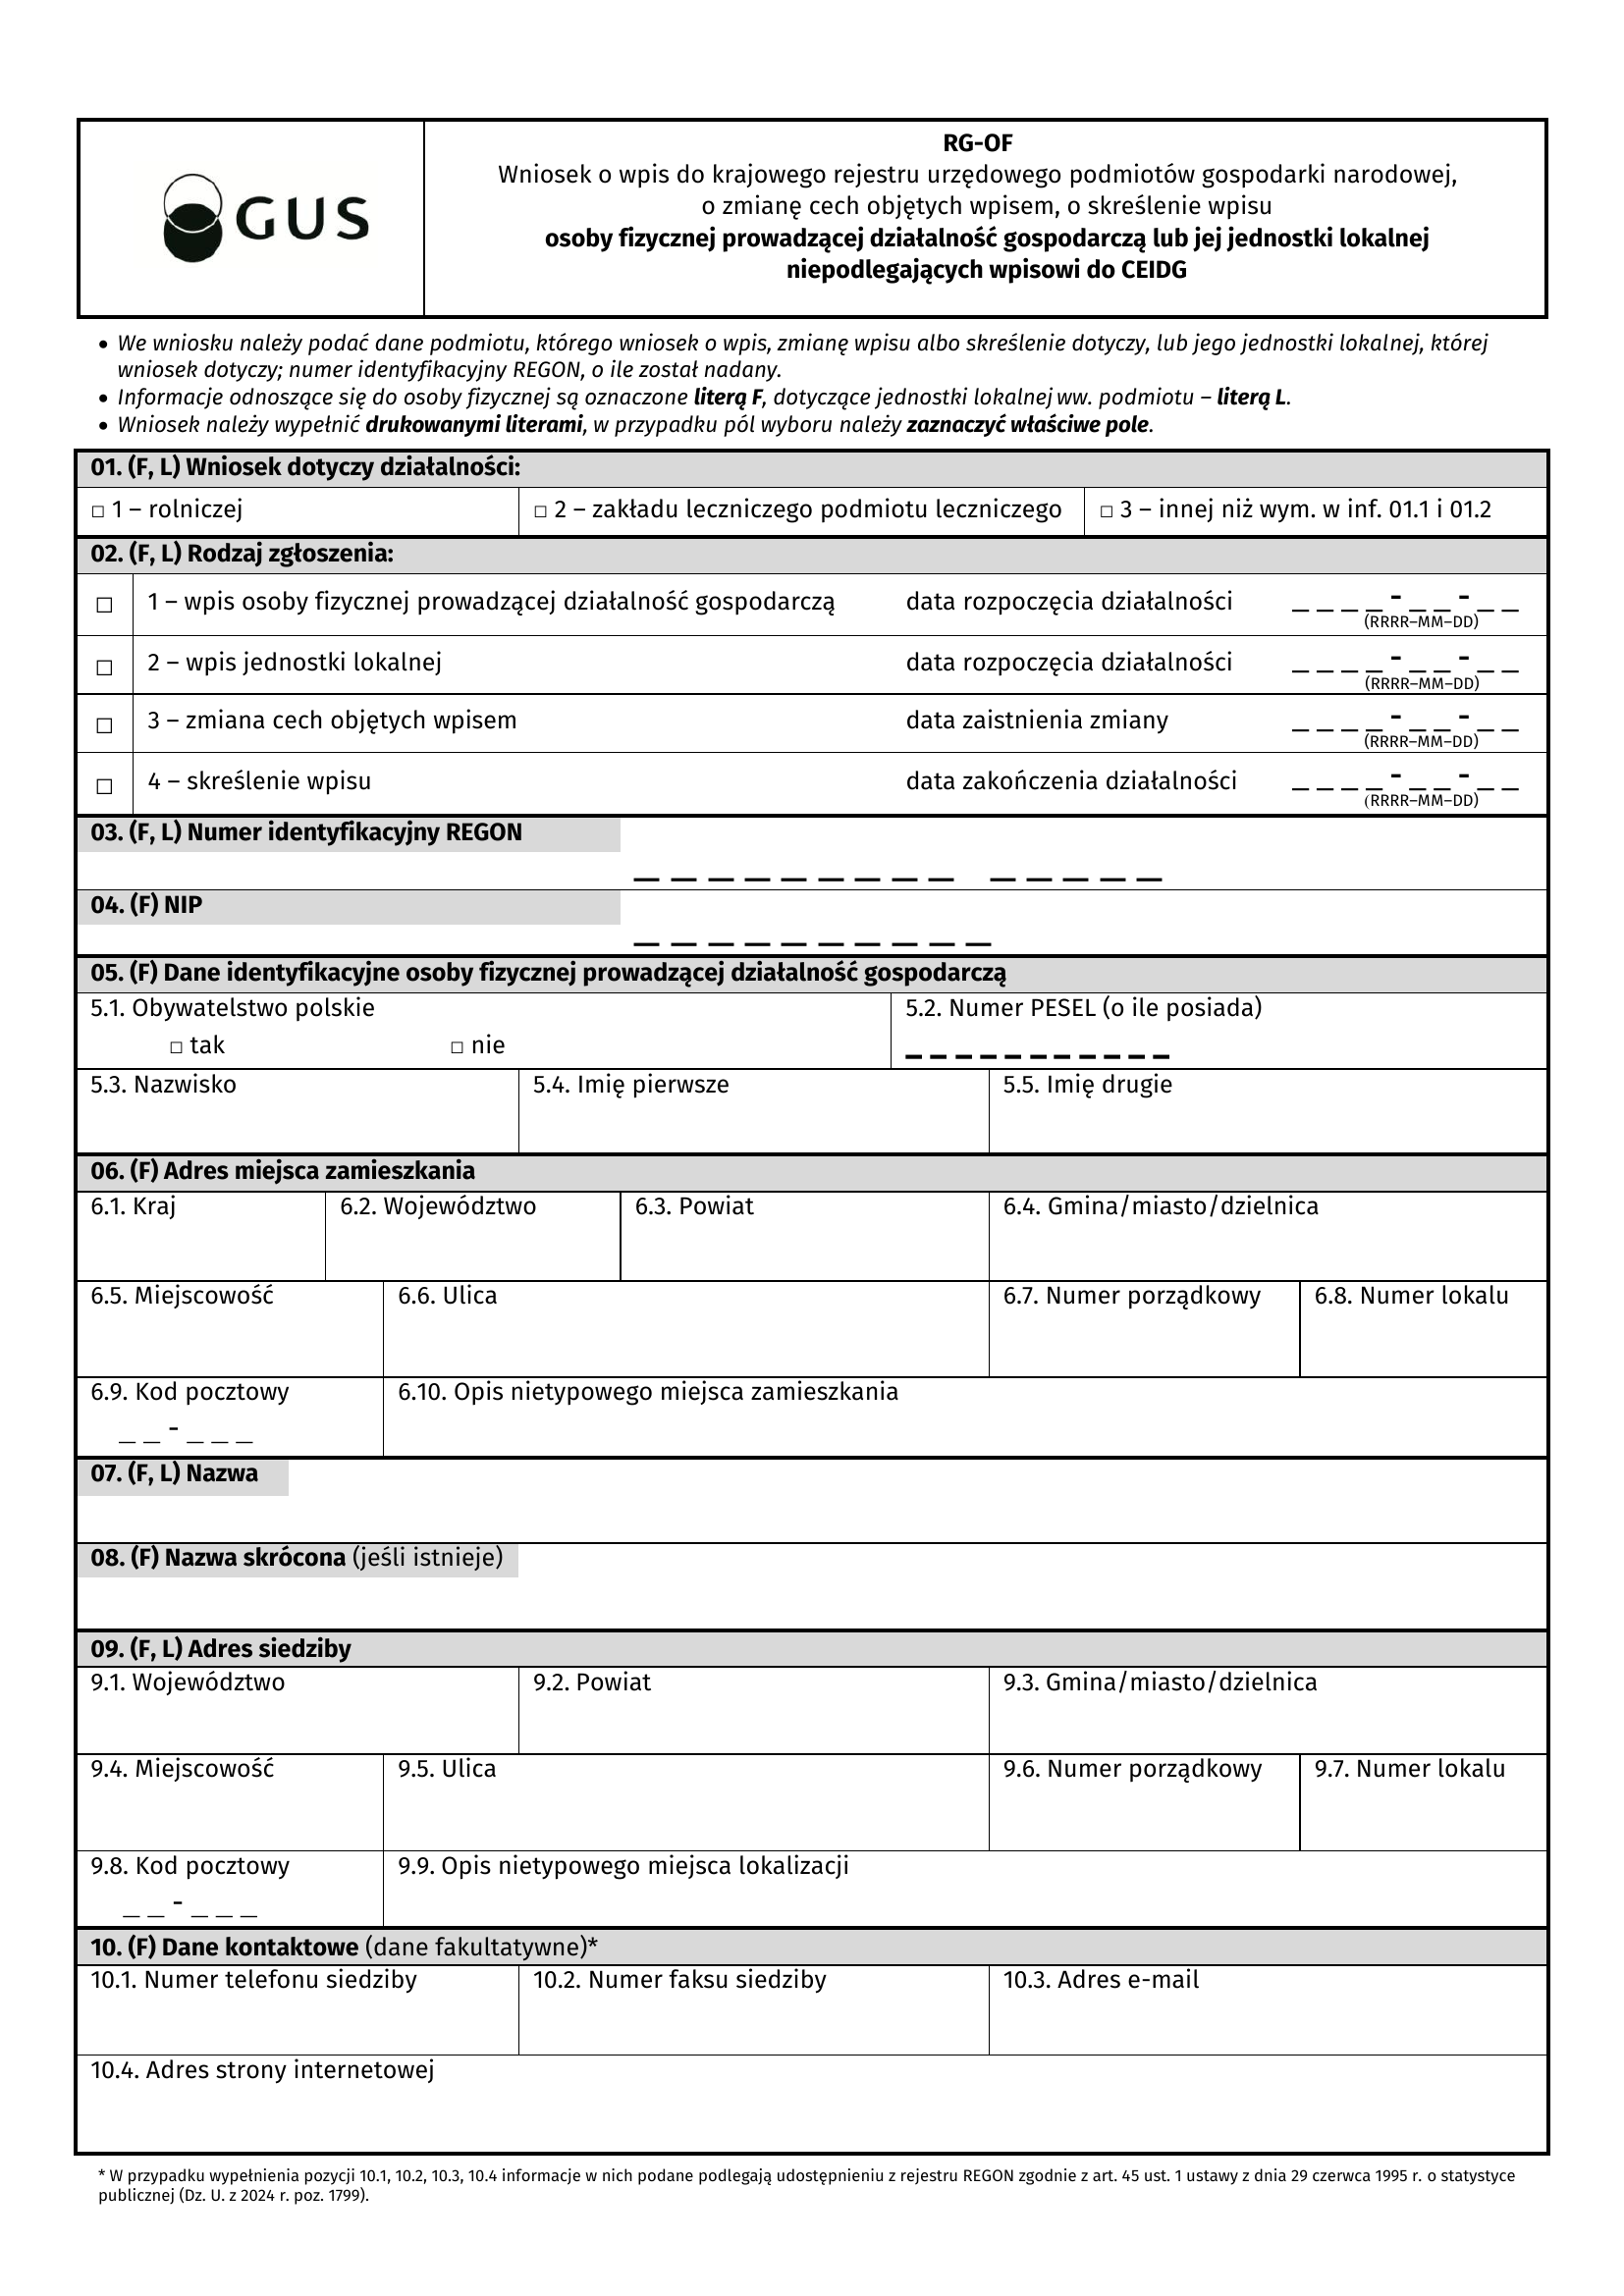 GUS
RG-OF
Wniosek o wpis do krajowego rejestru urzędowego podmiotów gospodarki narodowej,
o zmianę cech objętych wpisem, o skreślenie wpisu
osoby fizycznej prowadzącej działalność gospodarczą lub jej jednostki lokalnej
niepodlegających wpisowi do CEIDG
• We wniosku należy podać dane podmiotu, którego wniosek o wpis, zmianę wpisu albo skreślenie dotyczy, lub jego jednostki lokalnej, której
wniosek dotyczy; numer identyfikacyjny REGON, o ile został nadany.
• Informacje odnoszące się do osoby fizycznej są oznaczone literą F, dotyczące jednostki lokalnej ww. podmiotu – literą L.
• Wniosek należy wypełnić drukowanymi literami, w przypadku pól wyboru należy zaznaczyć właściwe pole.
01. (F, L) Wniosek dotyczy działalności:
□ 1 – rolniczej □ 2 – zakładu leczniczego podmiotu leczniczego □ 3 – innej niż wym. w inf. 01.1 i 01.2
02. (F, L) Rodzaj zgłoszenia:
□ 1 – wpis osoby fizycznej prowadzącej działalność gospodarczą data rozpoczęcia działalności _ _ _ _-_ _-_ _
(RRRR–MM–DD)
□ 2 – wpis jednostki lokalnej data rozpoczęcia działalności _ _ _ _-_ _-_ _
(RRRR–MM–DD)
□ 3 – zmiana cech objętych wpisem data zaistnienia zmiany _ _ _ _-_ _-_ _
(RRRR–MM–DD)
□ 4 – skreślenie wpisu data zakończenia działalności _ _ _ _-_ _-_ _
(RRRR–MM–DD)
03. (F, L) Numer identyfikacyjny REGON
_ _ _ _ _ _ _ _ _  _ _ _ _ _
04. (F) NIP
_ _ _ _ _ _ _ _ _ _
05. (F) Dane identyfikacyjne osoby fizycznej prowadzącej działalność gospodarczą
5.1. Obywatelstwo polskie 5.2. Numer PESEL (o ile posiada)
□ tak □ nie _ _ _ _ _ _ _ _ _ _ _
5.3. Nazwisko 5.4. Imię pierwsze 5.5. Imię drugie
06. (F) Adres miejsca zamieszkania
6.1. Kraj 6.2. Województwo 6.3. Powiat 6.4. Gmina/miasto/dzielnica
6.5. Miejscowość 6.6. Ulica 6.7. Numer porządkowy 6.8. Numer lokalu
6.9. Kod pocztowy 6.10. Opis nietypowego miejsca zamieszkania
_ _ - _ _ _
07. (F, L) Nazwa
08. (F) Nazwa skrócona (jeśli istnieje)
09. (F, L) Adres siedziby
9.1. Województwo 9.2. Powiat 9.3. Gmina/miasto/dzielnica
9.4. Miejscowość 9.5. Ulica 9.6. Numer porządkowy 9.7. Numer lokalu
9.8. Kod pocztowy 9.9. Opis nietypowego miejsca lokalizacji
_ _ - _ _ _
10. (F) Dane kontaktowe (dane fakultatywne)*
10.1. Numer telefonu siedziby 10.2. Numer faksu siedziby 10.3. Adres e-mail
10.4. Adres strony internetowej
* W przypadku wypełnienia pozycji 10.1, 10.2, 10.3, 10.4 informacje w nich podane podlegają udostępnieniu z rejestru REGON zgodnie z art. 45 ust. 1 ustawy z dnia 29 czerwca 1995 r. o statystyce
publicznej (Dz. U. z 2024 r. poz. 1799).